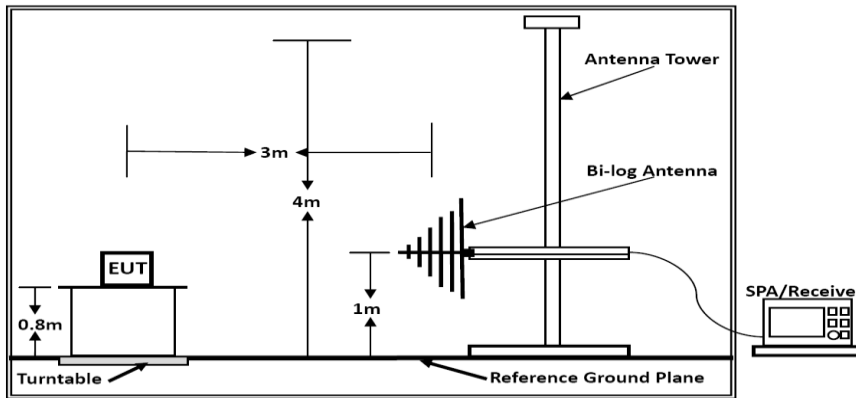 Antenna Tower
3m
Bi-log Antenna
4m
EUT
SPA/Receive
0.8m
1m
Turntable
Reference Ground Plane